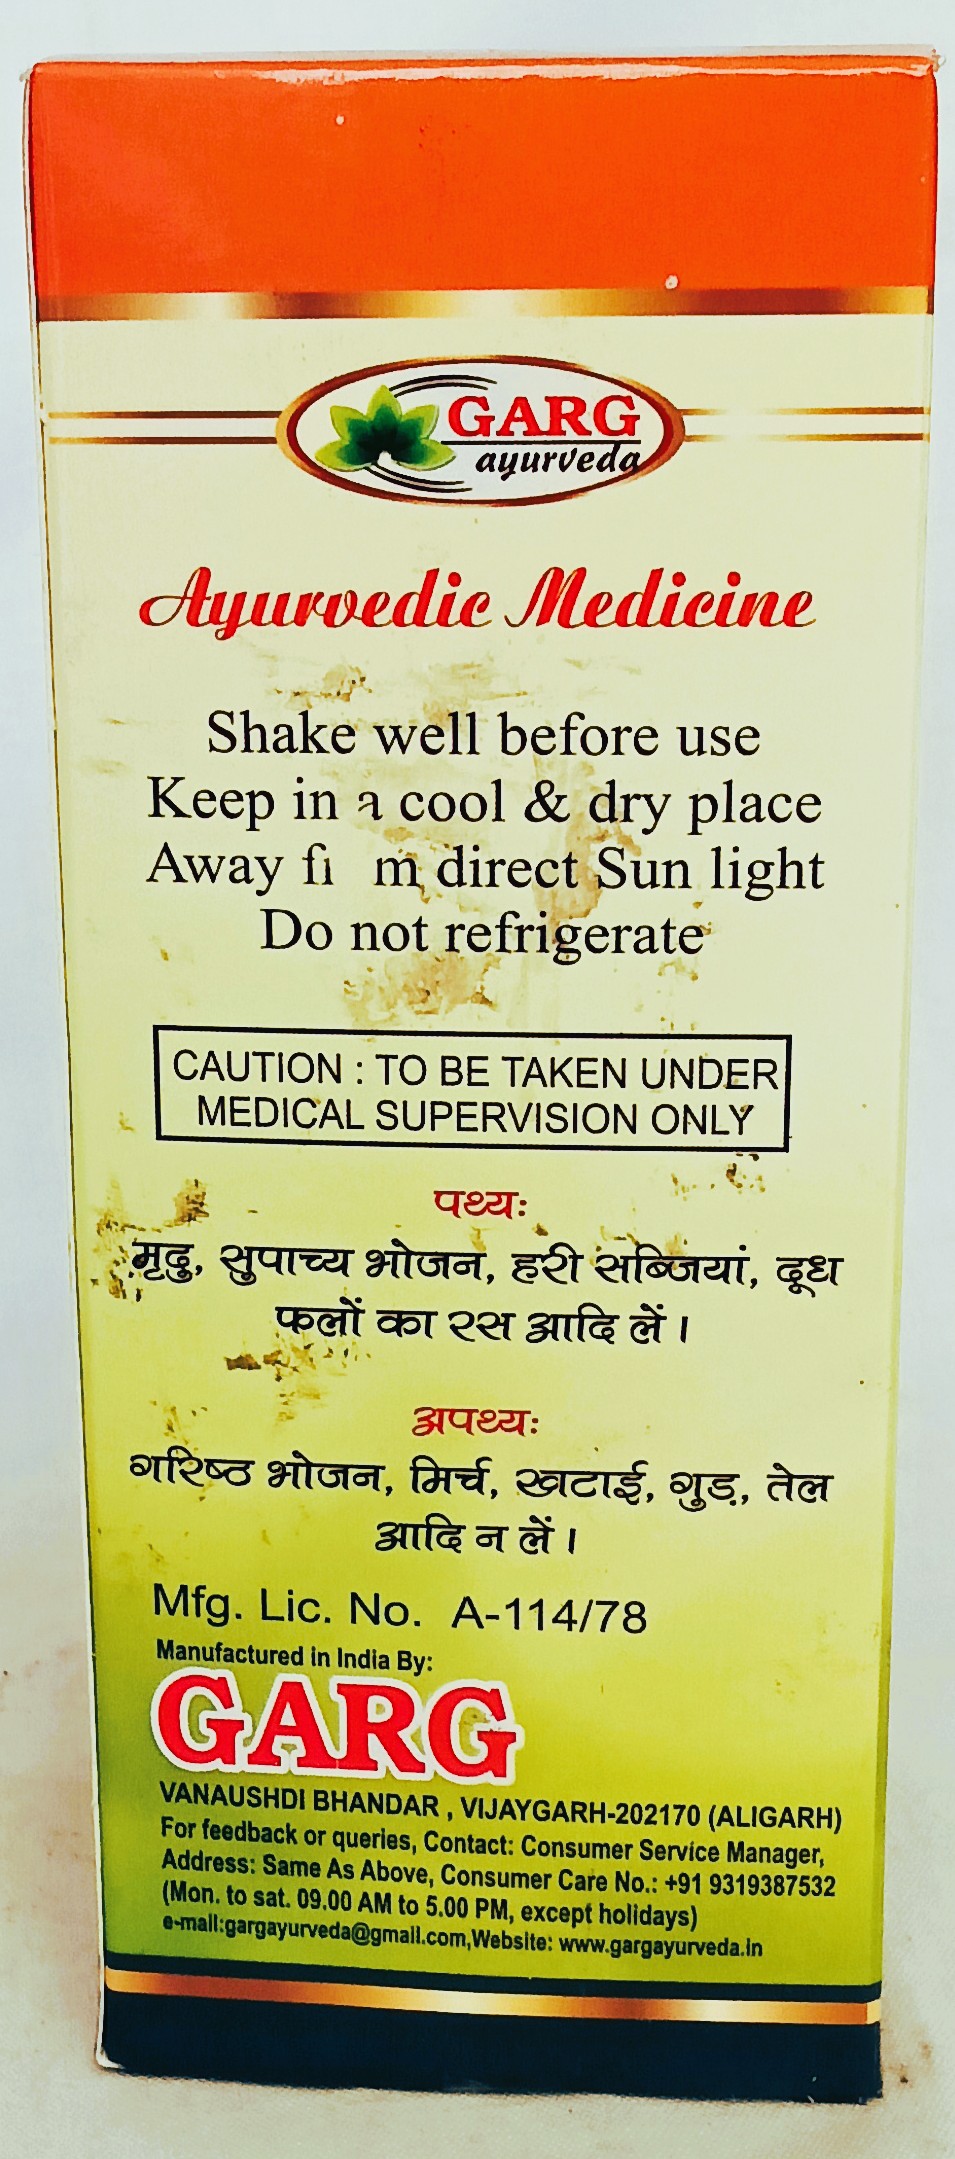 GARG
ayurveda
Ayurvedic Medicine
Shake well before use
Keep in a cool & dry place
Away direct Sun light
Do not refrigerate
CAUTION : TO BE TAKEN UNDER
MEDICAL SUPERVISION ONLY
पथ्यः
मृदु, सुपाच्य भोजन, हरी सब्जियां, दूध
फलों का रस आदि लें ।
अपथ्यः
गरिष्ठ भोजन, मिर्च, खटाई, गुड़, तेल
आदि न लें ।
Mfg. Lic. No. A-114/78
Manufactured in India By:
GARG
VANAUSHDI BHANDAR , VIJAYGARH-202170 (ALIGARH)
For feedback or queries, Contact: Consumer Service Manager,
Address: Same As Above, Consumer Care No.: +91 9319387532
(Mon. to sat. 09.00 AM to 5.00 PM, except holidays)
e-mail:gargayurveda@gmail.com,Website: www.gargayurveda.in